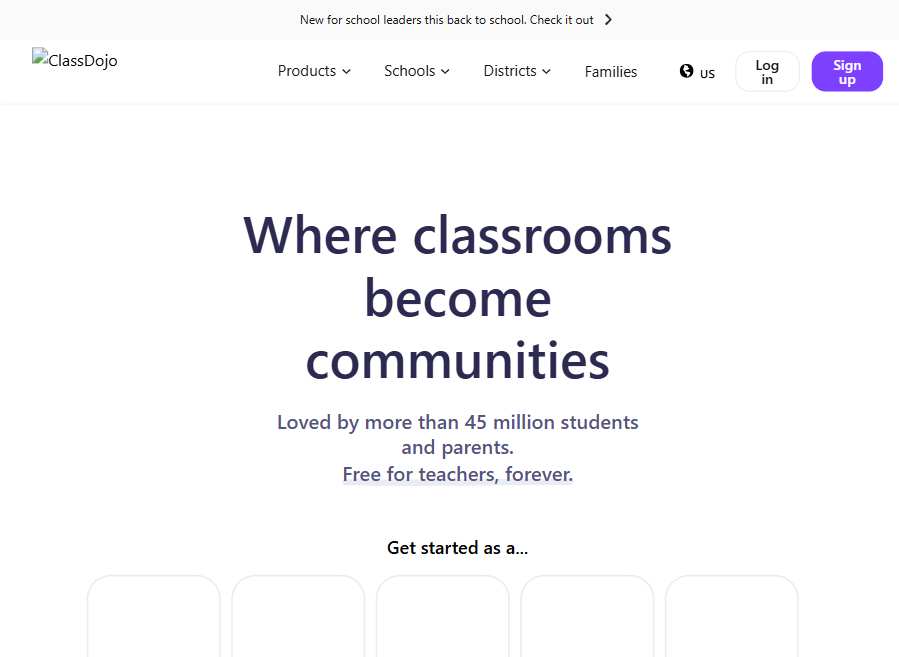 New for school leaders this back to school. Check it out
ClassDojo
Products
Schools
Districts
Families
US
Log in
Sign up
Where classrooms
become
communities
Loved by more than 45 million students
and parents.
Free for teachers, forever.
Get started as a...